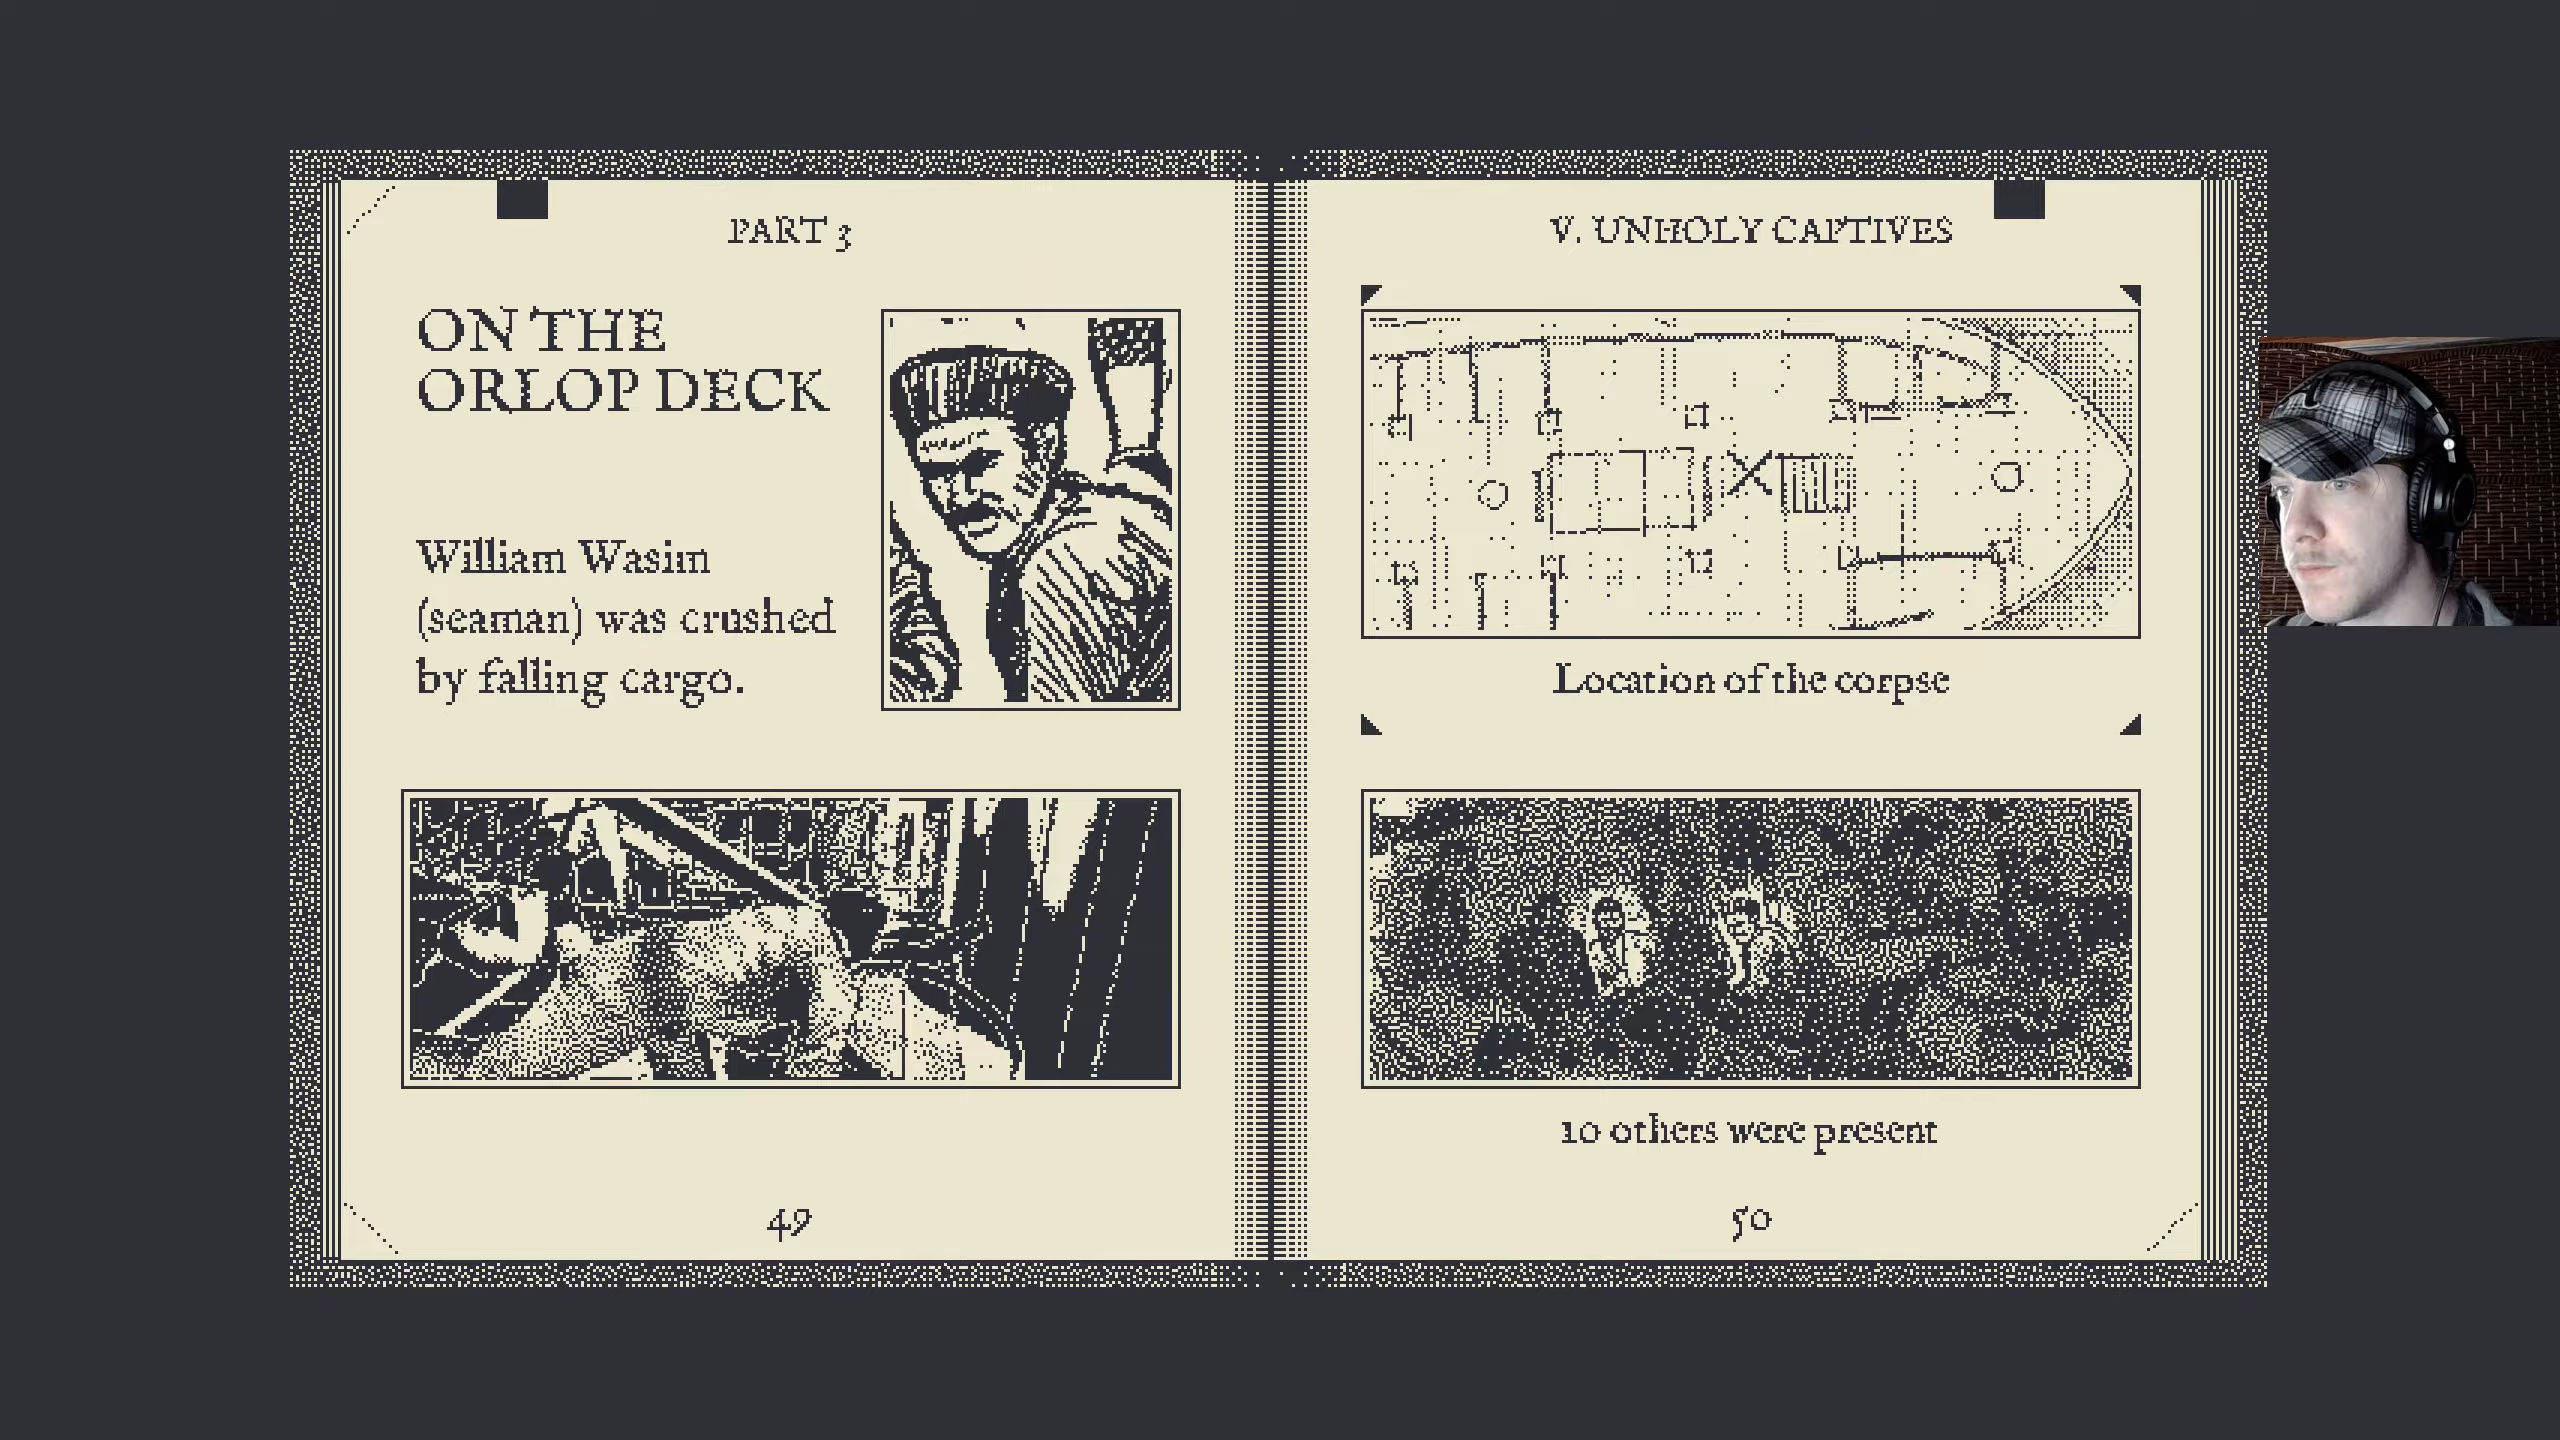 PART 3
ON THE
ORLOP DECK
William Wasim
(seaman) was crushed
by falling cargo.
49
V. UNHOLY CAPTIVES
Location of the corpse
10 others were present
50